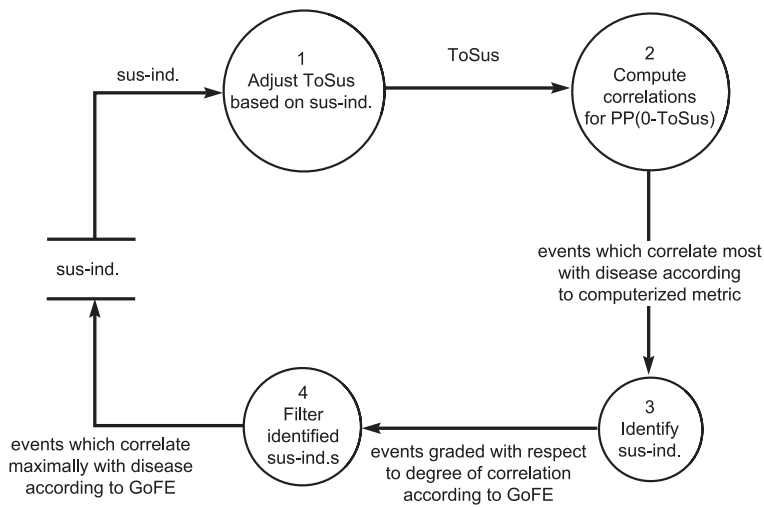 sus-ind.
1
Adjust ToSus
based on sus-ind.
ToSus
2
Compute
correlations
for PP(0-ToSus)
events which correlate most
with disease according
to computerized metric
3
Identify
sus-ind.
events graded with respect
to degree of correlation
according to GoFE
4
Filter
identified
sus-ind.s
events which correlate
maximally with disease
according to GoFE
sus-ind.